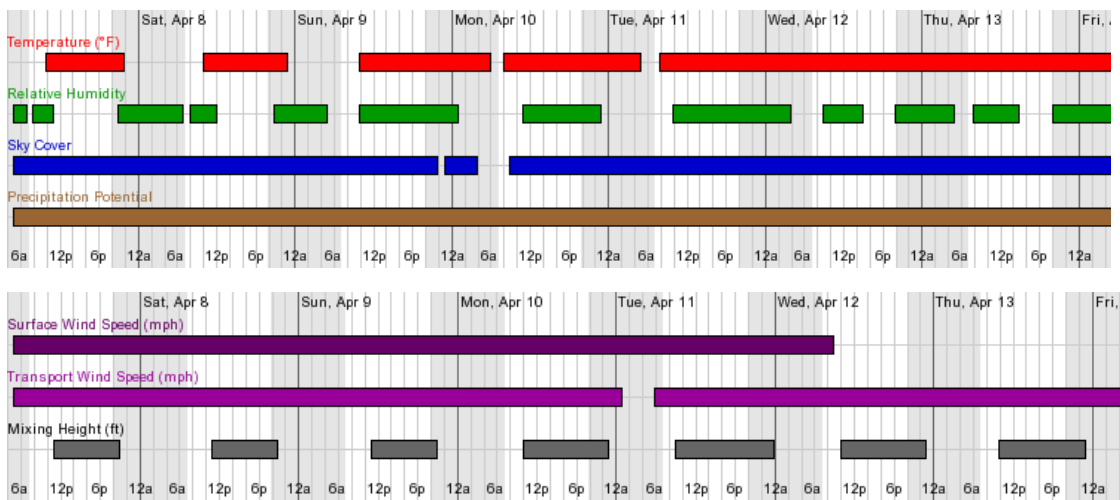 Sat, Apr 8 Sun, Apr 9 Mon, Apr 10 Tue, Apr 11 Wed, Apr 12 Thu, Apr 13 Fri,
Temperature (°F)
Relative Humidity
Sky Cover
Precipitation Potential
6a 12p 6p 12a 6a 12p 6p 12a 6a 12p 6p 12a 6a 12p 6p 12a 6a 12p 6p 12a 6a 12p 6p 12a 6a 12p 6p 12a
Sat, Apr 8 Sun, Apr 9 Mon, Apr 10 Tue, Apr 11 Wed, Apr 12 Thu, Apr 13 Fri,
Surface Wind Speed (mph)
Transport Wind Speed (mph)
Mixing Height (ft)
6a 12p 6p 12a 6a 12p 6p 12a 6a 12p 6p 12a 6a 12p 6p 12a 6a 12p 6p 12a 6a 12p 6p 12a 6a 12p 6p 12a